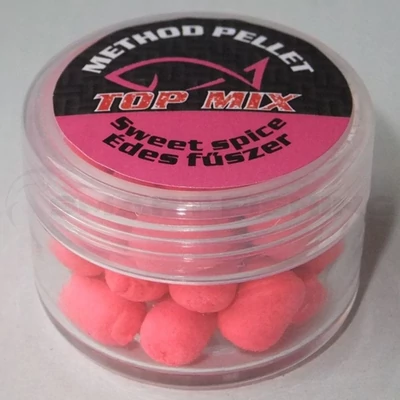 METHOD PELLET
TOP MIX
Sweet spice
Édes fűszer